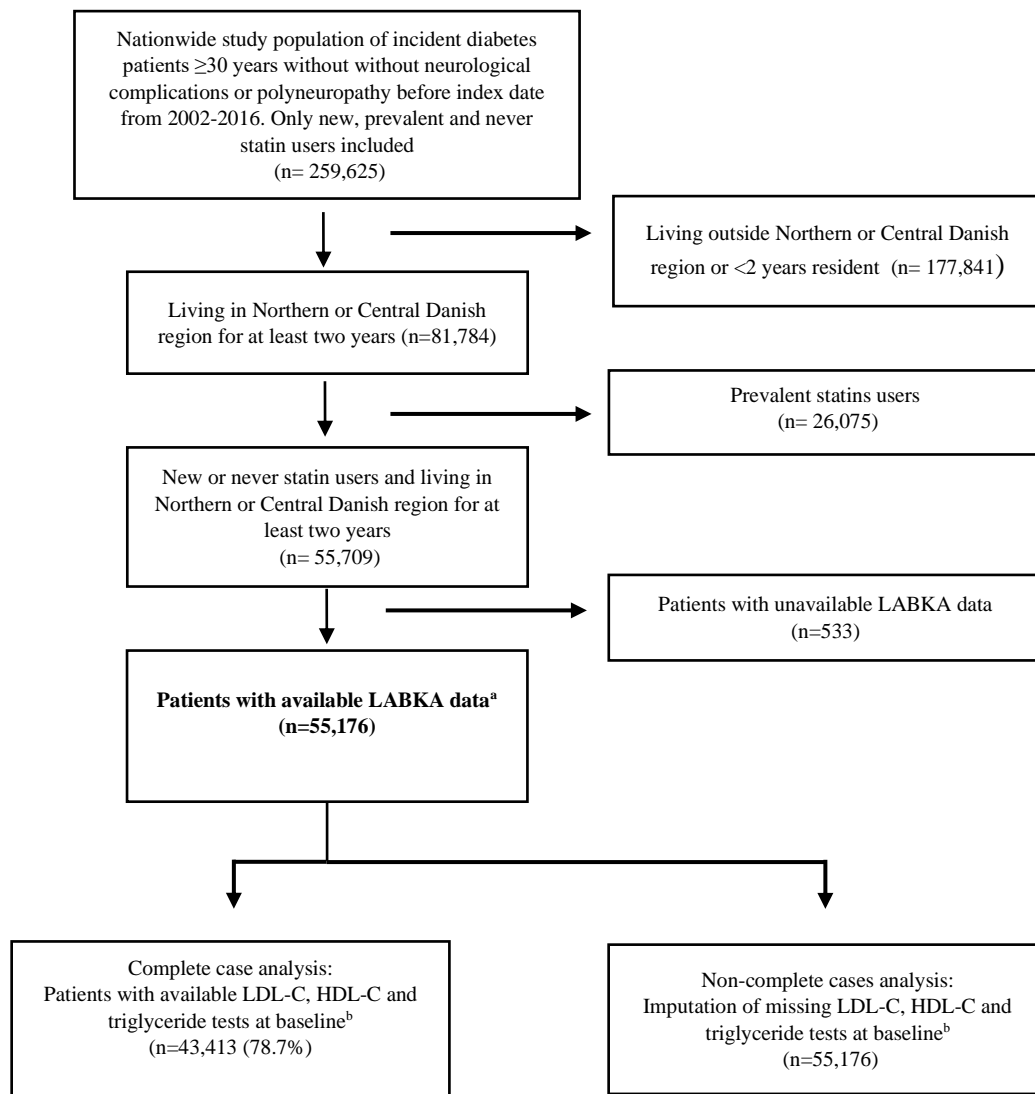 Nationwide study population of incident diabetes
patients ≥30 years without without neurological
complications or polyneuropathy before index date
from 2002-2016. Only new, prevalent and never
statin users included
(n= 259,625)
Living outside Northern or Central Danish
region or <2 years resident (n= 177,841)
Living in Northern or Central Danish
region for at least two years (n=81,784)
Prevalent statins users
(n= 26,075)
New or never statin users and living in
Northern or Central Danish region for at
least two years
(n= 55,709)
Patients with unavailable LABKA data
(n=533)
Patients with available LABKA dataᵃ
(n=55,176)
Complete case analysis:
Patients with available LDL-C, HDL-C and
triglyceride tests at baselineᵇ
(n=43,413 (78.7%)
Non-complete cases analysis:
Imputation of missing LDL-C, HDL-C and
triglyceride tests at baselineᵇ
(n=55,176)